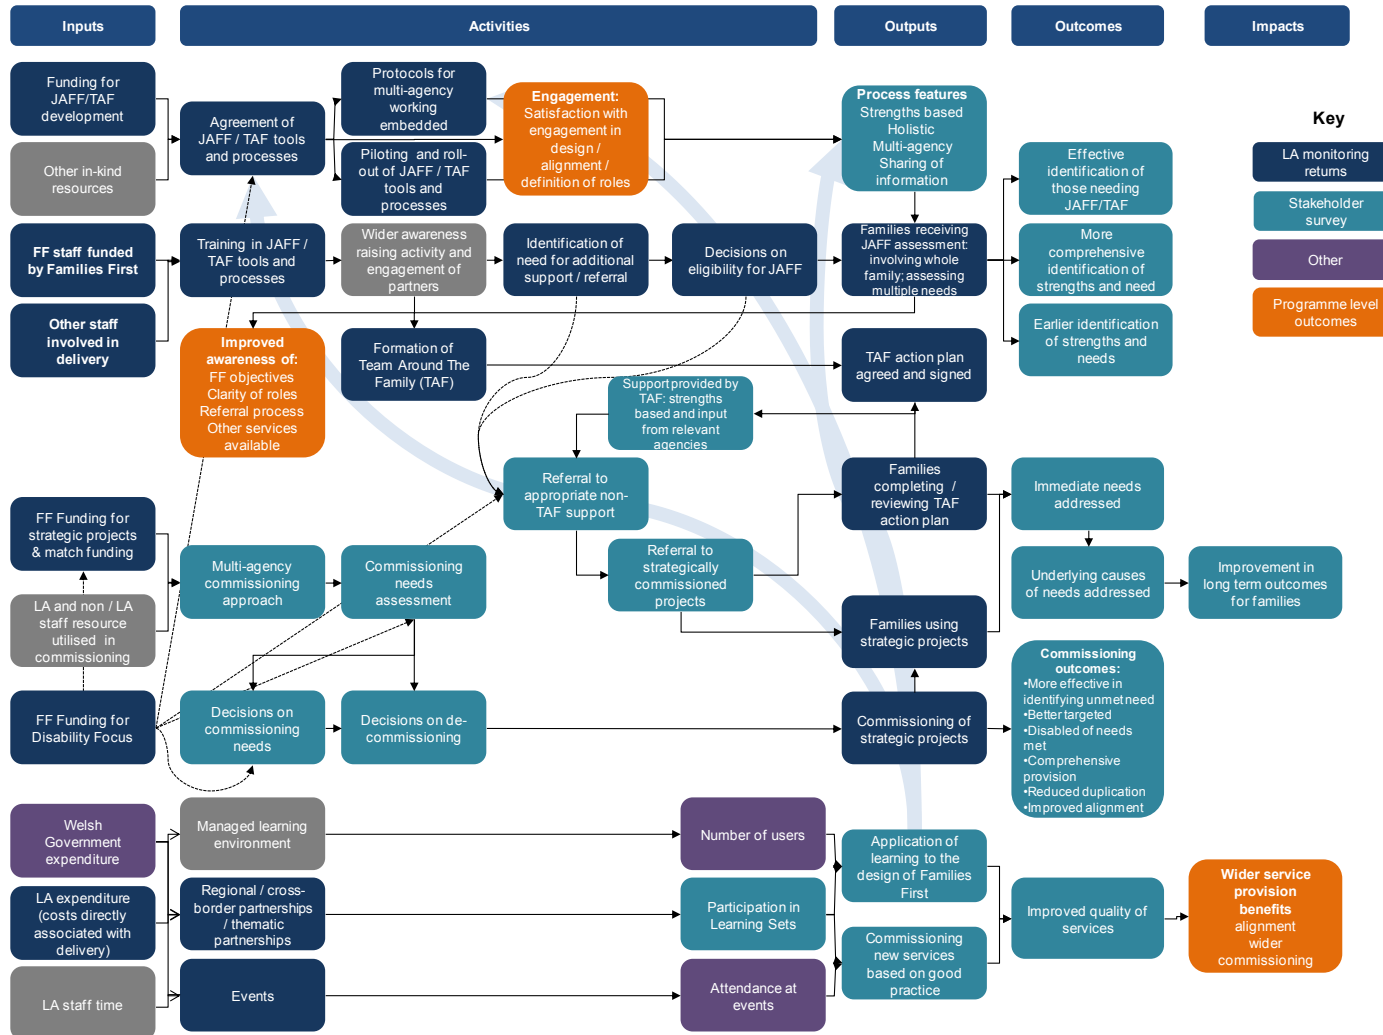 Inputs
Activities
Outputs
Outcomes
Impacts
Funding for
JAFF/TAF
development
Other in-kind
resources
FF staff funded
by Families First
Other staff
involved in
delivery
Agreement of
JAFF / TAF tools
and processes
Training in JAFF /
TAF tools and
processes
Improved
awareness of:
FF objectives
Clarity of roles
Referral process
Other services
available
Protocols for
multi-agency
working
embedded
Piloting and roll-
out of JAFF / TAF
tools and
processes
Wider awareness
raising activity and
engagement of
partners
Formation of
Team Around The
Family (TAF)
Engagement:
Satisfaction with
engagement in
design /
alignment /
definition of roles
Identification of
need for additional
support / referral
Decisions on
eligibility for JAFF
Process features
Strengths based
Holistic
Multi-agency
Sharing of
information
Families receiving
JAFF assessment:
involving whole
family; assessing
multiple needs
TAF action plan
agreed and signed
Support provided by
TAF: strengths
based and input
from relevant
agencies
Effective
identification of
those needing
JAFF/TAF
More
comprehensive
identification of
strengths and need
Earlier identification
of strengths and
needs
Key
LA monitoring
returns
Stakeholder
survey
Other
Programme level
outcomes
FF Funding for
strategic projects
& match funding
LA and non / LA
staff resource
utilised in
commissioning
FF Funding for
Disability Focus
Multi-agency
commissioning
approach
Commissioning
needs
assessment
Decisions on
commissioning
needs
Decisions on de-
commissioning
Referral to
appropriate non-
TAF support
Referral to
strategically
commissioned
projects
Families
completing /
reviewing TAF
action plan
Families using
strategic projects
Commissioning of
strategic projects
Immediate needs
addressed
Underlying causes
of needs addressed
Improvement in
long term outcomes
for families
Commissioning
outcomes:
•More effective in
identifying unmet need
•Better targeted
•Disabled of needs
met
•Comprehensive
provision
•Reduced duplication
•Improved alignment
Welsh
Government
expenditure
LA expenditure
(costs directly
associated with
delivery)
LA staff time
Managed learning
environment
Regional / cross-
border partnerships
/ thematic
partnerships
Events
Number of users
Participation in
Learning Sets
Attendance at
events
Application of
learning to the
design of Families
First
Commissioning
new services
based on good
practice
Improved quality of
services
Wider service
provision
benefits
alignment
wider
commissioning